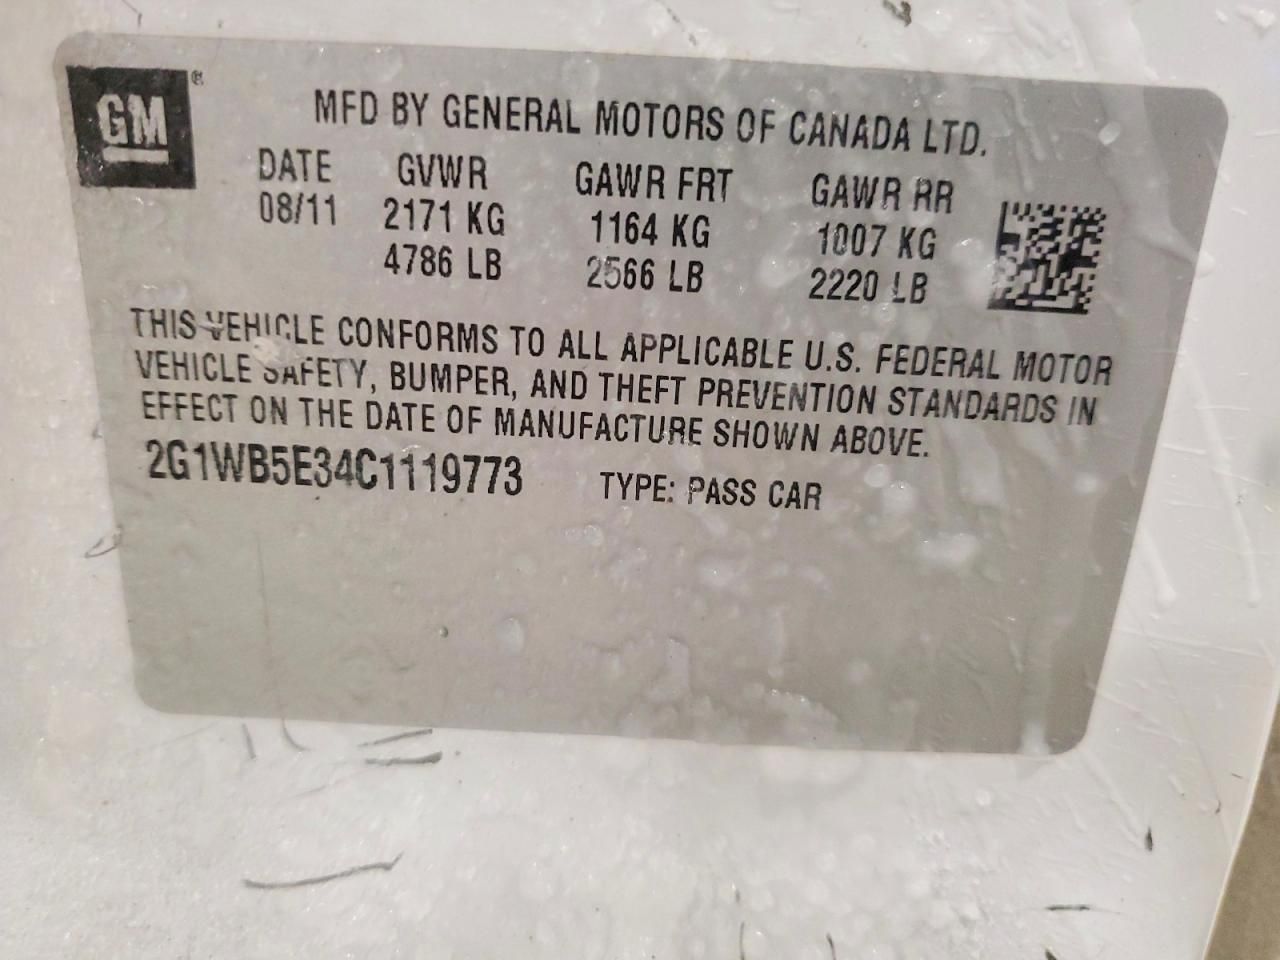 GM®
MFD BY GENERAL MOTORS OF CANADA LTD.
DATE GVWR GAWR FRT GAWR RR
08/11 2171 KG 1164 KG 1007 KG
4786 LB 2566 LB 2220 LB
THIS VEHICLE CONFORMS TO ALL APPLICABLE U.S. FEDERAL MOTOR
VEHICLE SAFETY, BUMPER, AND THEFT PREVENTION STANDARDS IN
EFFECT ON THE DATE OF MANUFACTURE SHOWN ABOVE.
2G1WB5E34C1119773 TYPE: PASS CAR